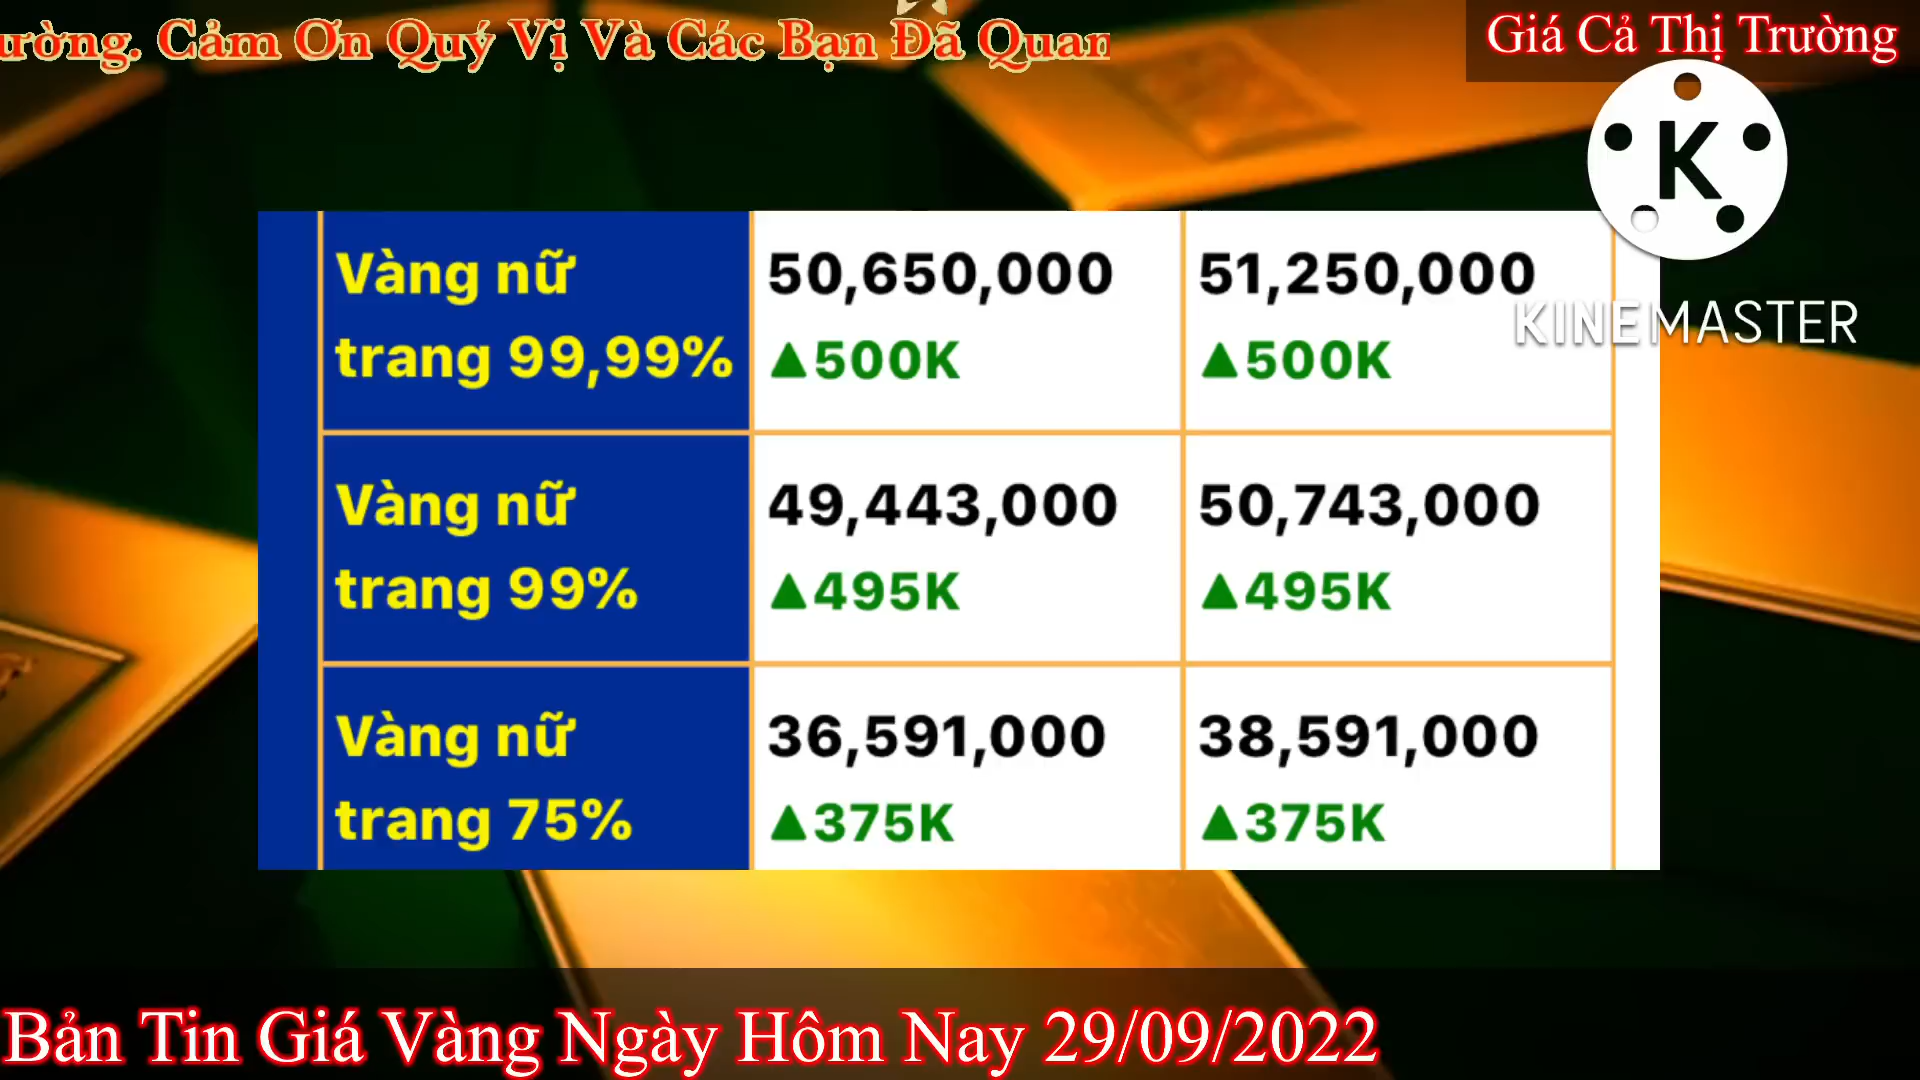 ường. Cảm Ơn Quý Vị Và Các Bạn Đã Quan
Giá Cả Thị Trường
K
KINEMASTER
Vàng nữ trang 99,99% 50,650,000 51,250,000
▲500K ▲500K
Vàng nữ trang 99% 49,443,000 50,743,000
▲495K ▲495K
Vàng nữ trang 75% 36,591,000 38,591,000
▲375K ▲375K
Bản Tin Giá Vàng Ngày Hôm Nay 29/09/2022